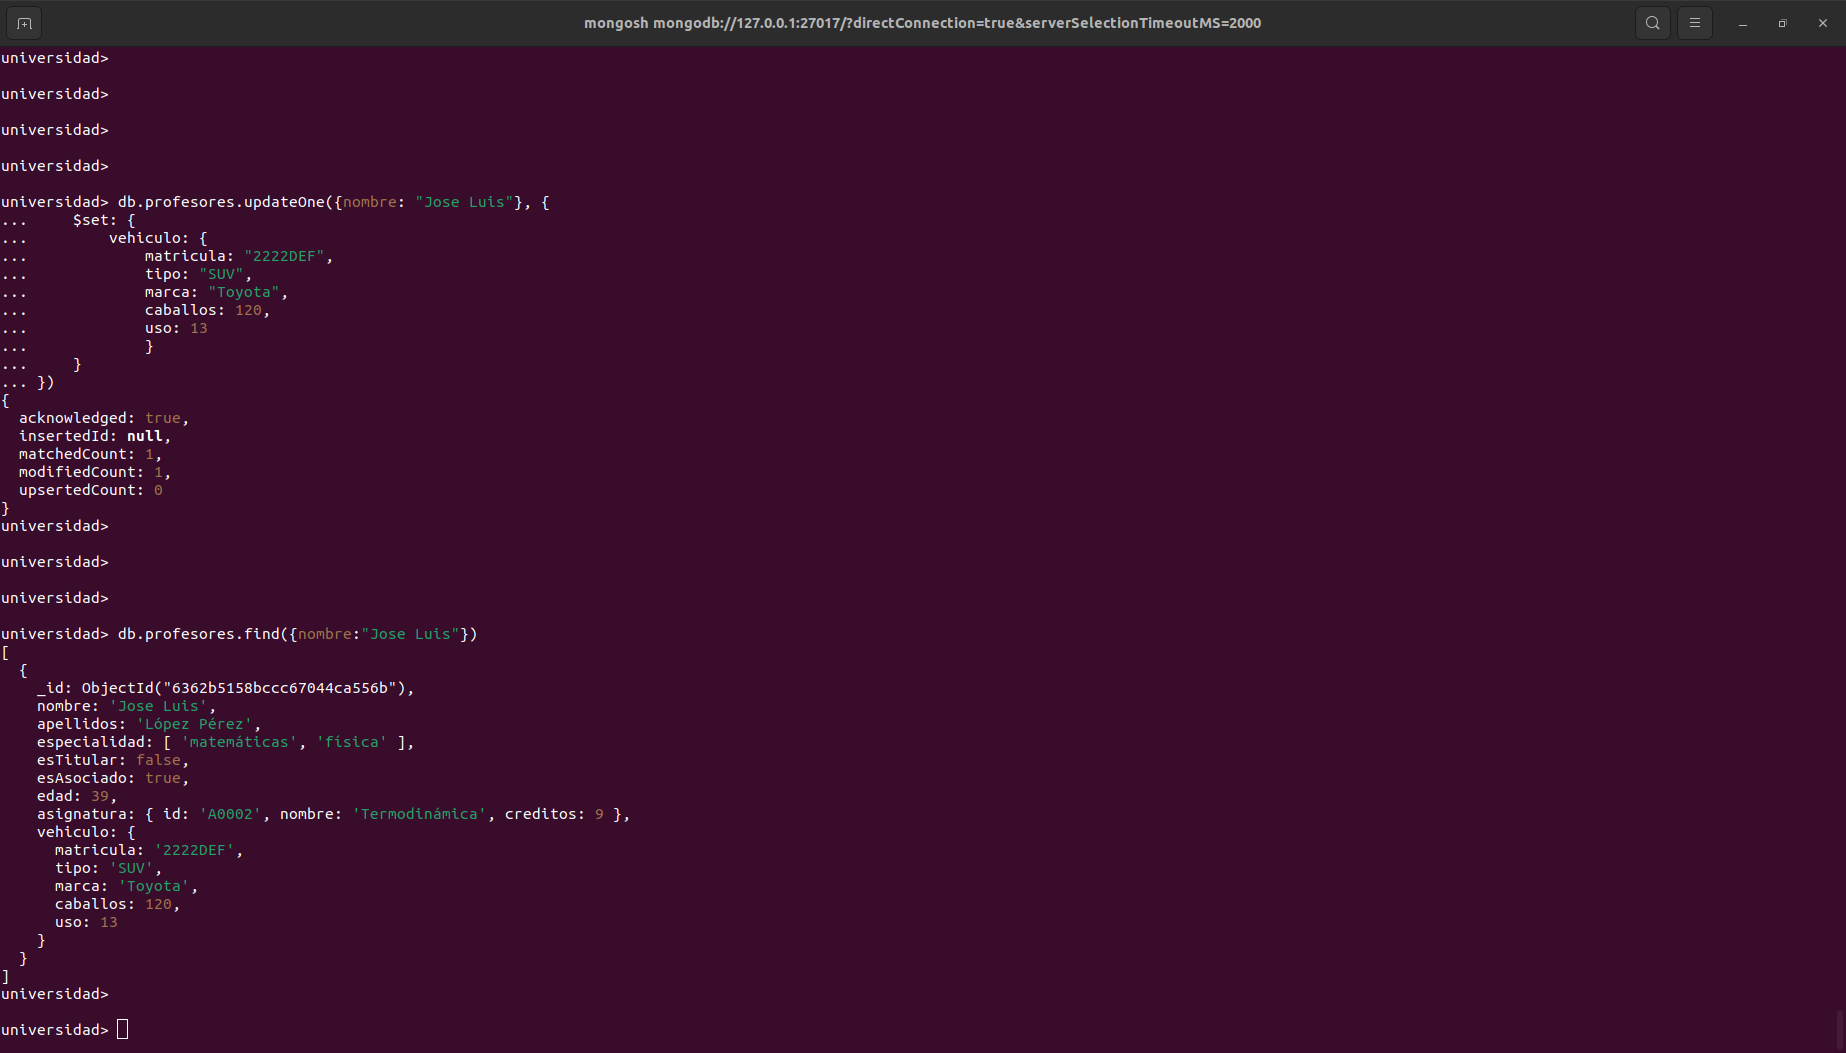 mongosh mongodb://127.0.0.1:27017/?directConnection=true&serverSelectionTimeoutMS=2000
universidad>
universidad>
universidad>
universidad>
universidad> db.profesores.updateOne({nombre: "Jose Luis"}, {
...     $set: {
...         vehiculo: {
...             matricula: "2222DEF",
...             tipo: "SUV",
...             marca: "Toyota",
...             caballos: 120,
...             uso: 13
...             }
...     }
... })
{
  acknowledged: true,
  insertedId: null,
  matchedCount: 1,
  modifiedCount: 1,
  upsertedCount: 0
}
universidad>
universidad>
universidad>
universidad> db.profesores.find({nombre:"Jose Luis"})
[
  {
    _id: ObjectId("6362b5158bccc67044ca556b"),
    nombre: 'Jose Luis',
    apellidos: 'López Pérez',
    especialidad: [ 'matemáticas', 'física' ],
    esTitular: false,
    esAsociado: true,
    edad: 39,
    asignatura: { id: 'A0002', nombre: 'Termodinámica', creditos: 9 },
    vehiculo: {
      matricula: '2222DEF',
      tipo: 'SUV',
      marca: 'Toyota',
      caballos: 120,
      uso: 13
    }
  }
]
universidad>
universidad>